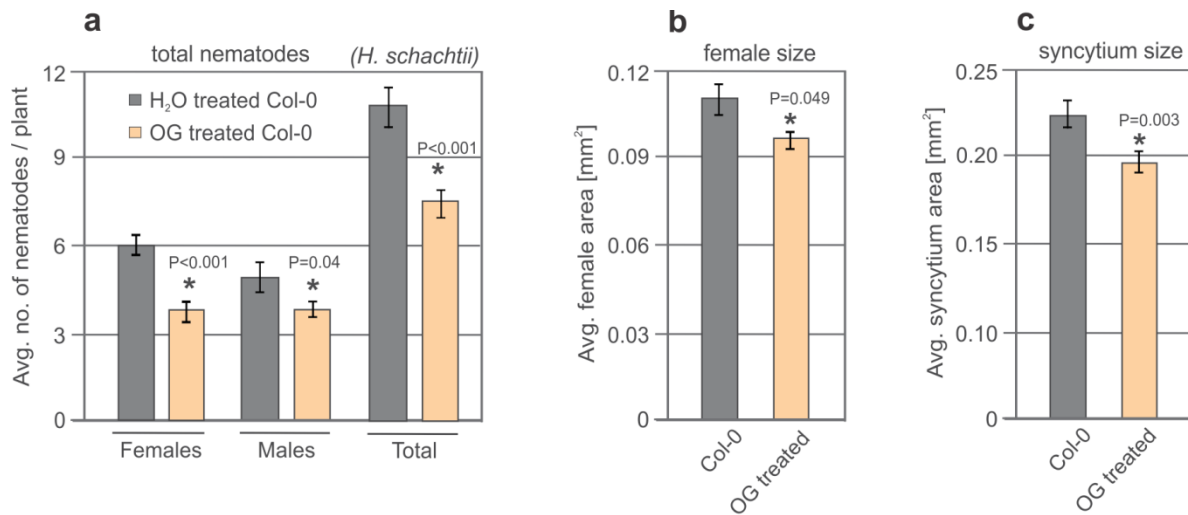 a
total nematodes (H. schachtii)
Avg. no. of nematodes / plant
12
9
6
3
0
H₂O treated Col-0
OG treated Col-0
P<0.001
*
P=0.04
*
P<0.001
*
Females Males Total
b
female size
Avg. female area [mm²]
0.12
0.09
0.06
0.03
0
P=0.049
*
Col-0
OG treated
c
syncytium size
Avg. syncytium area [mm²]
0.25
0.20
0.15
0.10
0
P=0.003
*
Col-0
OG treated